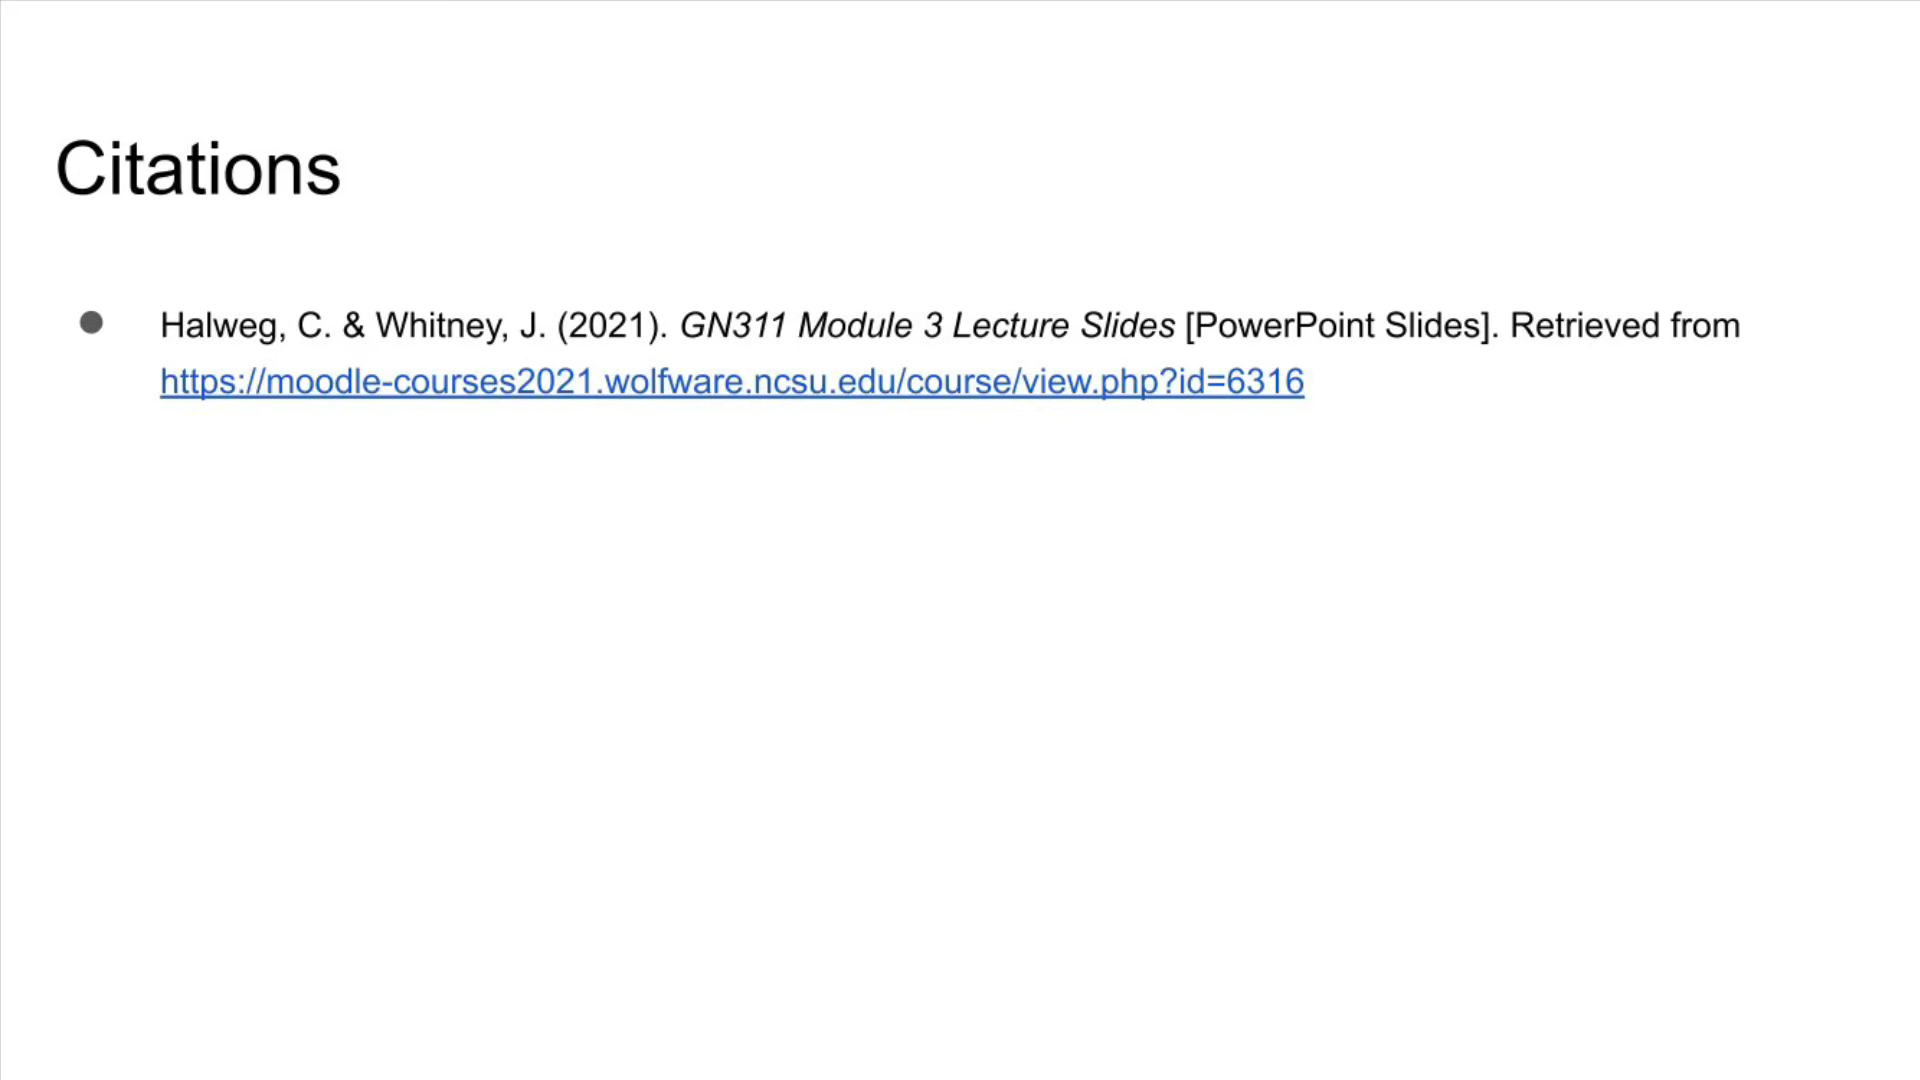 Citations
● Halweg, C. & Whitney, J. (2021). GN311 Module 3 Lecture Slides [PowerPoint Slides]. Retrieved from
https://moodle-courses2021.wolfware.ncsu.edu/course/view.php?id=6316